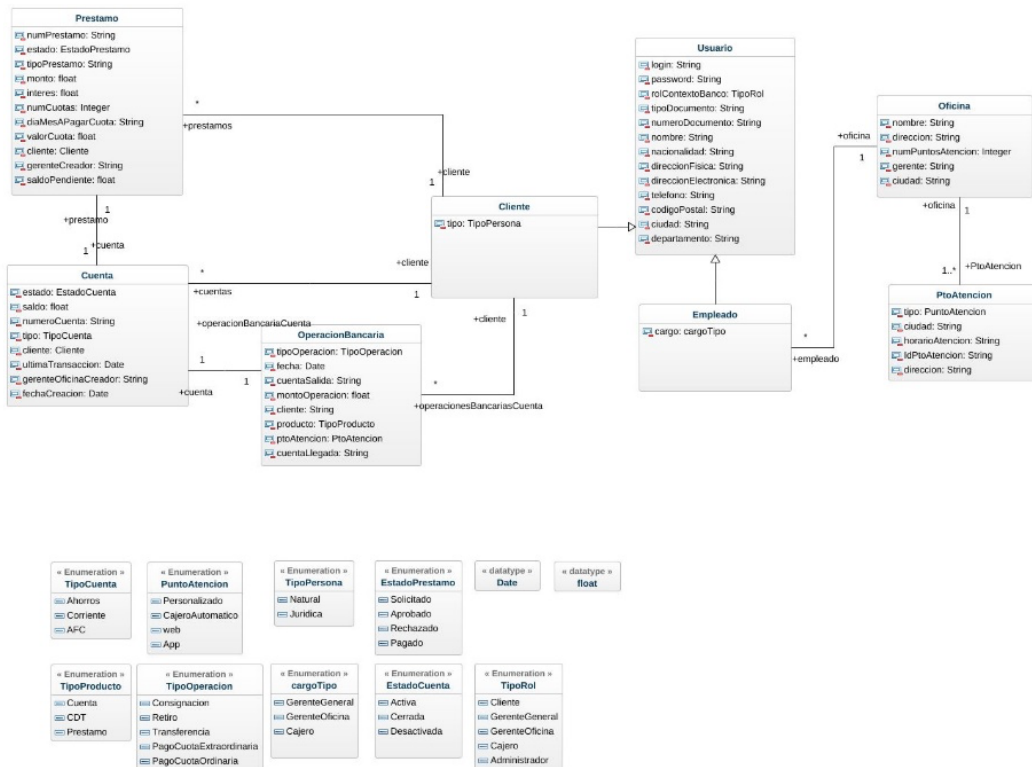 Prestamo
numPrestamo: String
estado: EstadoPrestamo
tipoPrestamo: String
monto: float
interes: float
numCuotas: Integer
diaMesAPagarCuota: String
valorCuota: float
cliente: Cliente
gerenteCreador: String
saldoPendiente: float
*
+prestamos
+cliente
1
1
+prestamo
+cuenta
1
Cuenta
estado: EstadoCuenta
saldo: float
numeroCuenta: String
tipo: TipoCuenta
cliente: Cliente
ultimaTransaccion: Date
gerenteOficinaCreador: String
fechaCreacion: Date
*
+cuentas
+cliente
1
+operacionBancariaCuenta
1
1
+cuenta
OperacionBancaria
tipoOperacion: TipoOperacion
fecha: Date
cuentaSalida: String
montoOperacion: float
cliente: String
producto: TipoProducto
ptoAtencion: PtoAtencion
cuentaLlegada: String
+cliente
1
*
+operacionesBancariasCuenta
Cliente
tipo: TipoPersona
Usuario
login: String
password: String
rolContextoBanco: TipoRol
tipoDocumento: String
numeroDocumento: String
nombre: String
nacionalidad: String
direccionFisica: String
direccionElectronica: String
telefono: String
codigoPostal: String
ciudad: String
departamento: String
Empleado
cargo: cargoTipo
*
+empleado
+oficina
1
Oficina
nombre: String
direccion: String
numPuntosAtencion: Integer
gerente: String
ciudad: String
+oficina
1
1..*
+PtoAtencion
PtoAtencion
tipo: PuntoAtencion
ciudad: String
horarioAtencion: String
IdPtoAtencion: String
direccion: String
« Enumeration »
TipoCuenta
Ahorros
Corriente
AFC
« Enumeration »
PuntoAtencion
Personalizado
CajeroAutomatico
web
App
« Enumeration »
TipoPersona
Natural
Juridica
« Enumeration »
EstadoPrestamo
Solicitado
Aprobado
Rechazado
Pagado
« datatype »
Date
« datatype »
float
« Enumeration »
TipoProducto
Cuenta
CDT
Prestamo
« Enumeration »
TipoOperacion
Consignacion
Retiro
Transferencia
PagoCuotaExtraordinaria
PagoCuotaOrdinaria
« Enumeration »
cargoTipo
GerenteGeneral
GerenteOficina
Cajero
« Enumeration »
EstadoCuenta
Activa
Cerrada
Desactivada
« Enumeration »
TipoRol
Cliente
GerenteGeneral
GerenteOficina
Cajero
Administrador